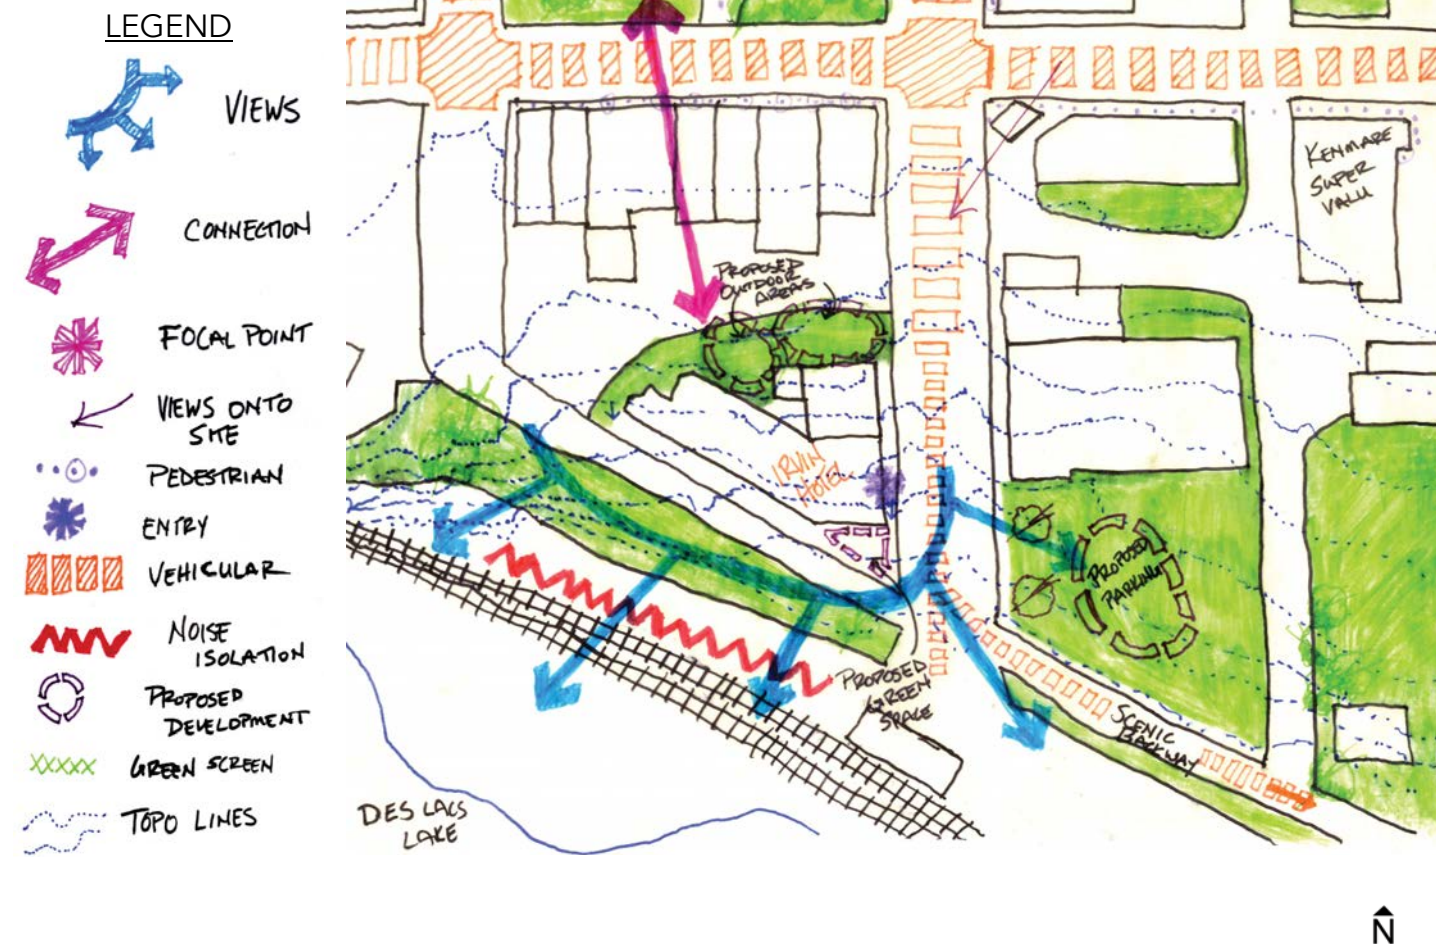 LEGEND
VIEWS
CONNECTION
FOCAL POINT
VIEWS ONTO
SITE
PEDESTRIAN
ENTRY
VEHICULAR
NOISE
ISOLATION
PROPOSED
DEVELOPMENT
GREEN SCREEN
TOPO LINES
KENMARE
SUPER
VALU
PROPOSED
OUTDOOR
AREAS
IRVIN
HOTEL
PROPOSED
PARKING
PROPOSED
GREEN
SPACE
SCENIC
BACKWAY
DES LACS
LAKE
N